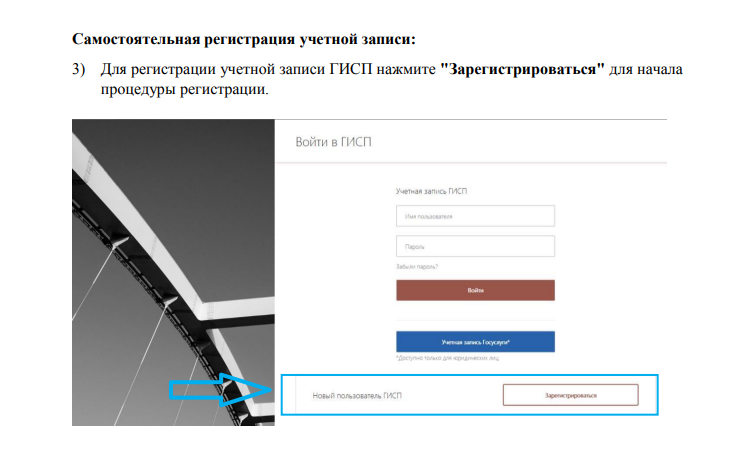 Самостоятельная регистрация учетной записи:
3) Для регистрации учетной записи ГИСП нажмите "Зарегистрироваться" для начала
процедуры регистрации.
Войти в ГИСП
Учетная запись ГИСП
Имя пользователя
Пароль
Забыли пароль?
Войти
Учетная запись Госуслуги*
*Доступно только для юридических лиц
Новый пользователь ГИСП
Зарегистрироваться